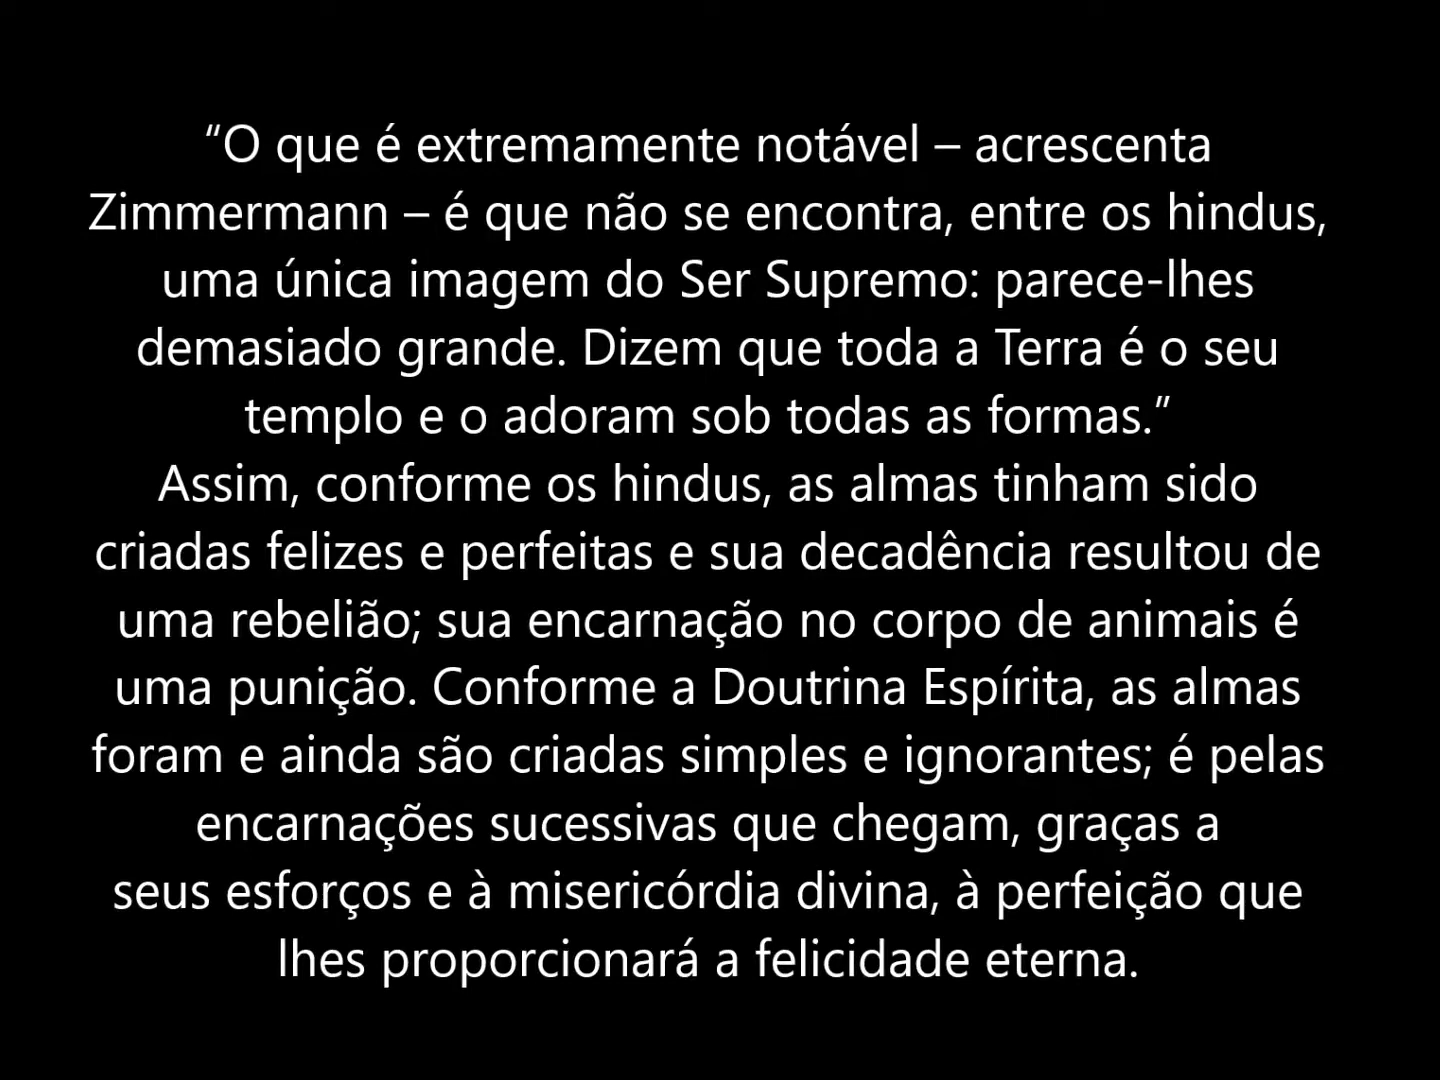 “O que é extremamente notável – acrescenta
Zimmermann – é que não se encontra, entre os hindus,
uma única imagem do Ser Supremo: parece-lhes
demasiado grande. Dizem que toda a Terra é o seu
templo e o adoram sob todas as formas.”
Assim, conforme os hindus, as almas tinham sido
criadas felizes e perfeitas e sua decadência resultou de
uma rebelião; sua encarnação no corpo de animais é
uma punição. Conforme a Doutrina Espírita, as almas
foram e ainda são criadas simples e ignorantes; é pelas
encarnações sucessivas que chegam, graças a
seus esforços e à misericórdia divina, à perfeição que
lhes proporcionará a felicidade eterna.